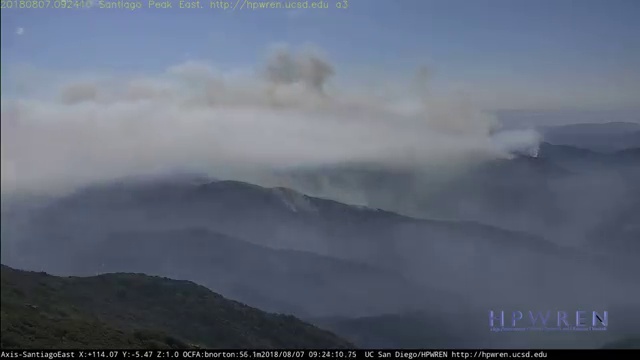 20180807.092410 Santiago Peak East, http://hpwren.ucsd.edu a3
HPWREN
Axis-SantiagoEast X:+114.07 Y:-5.47 Z:1.0 OCFA:bnorton:56.1m2018/08/07 09:24:10.75 UC San Diego/HPWREN http://hpwren.ucsd.edu